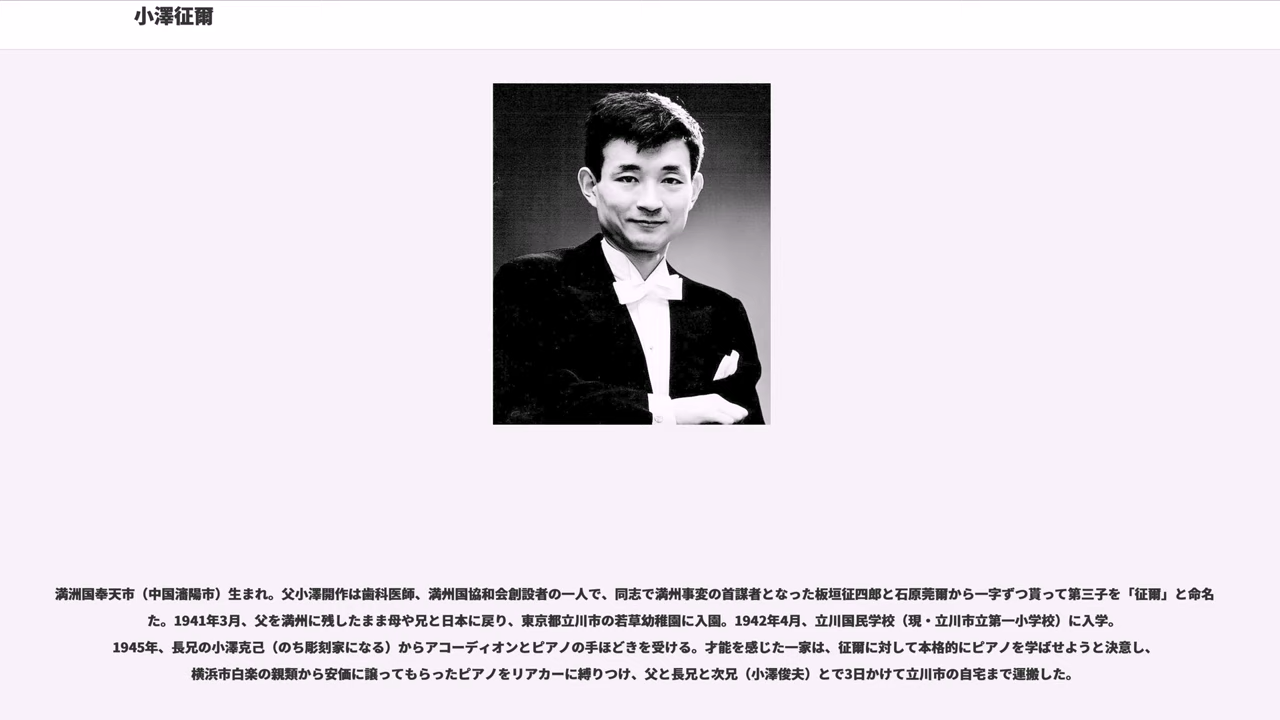 小澤征爾
満洲国奉天市（中国瀋陽市）生まれ。父小澤開作は歯科医師、満州国協和会創設者の一人で、同志で満州事変の首謀者となった板垣征四郎と石原莞爾から一字ずつ貰って第三子を「征爾」と命名
た。1941年3月、父を満州に残したまま母や兄と日本に戻り、東京都立川市の若草幼稚園に入園。1942年4月、立川国民学校（現・立川市立第一小学校）に入学。
1945年、長兄の小澤克己（のち彫刻家になる）からアコーディオンとピアノの手ほどきを受ける。才能を感じた一家は、征爾に対して本格的にピアノを学ばせようと決意し、
横浜市白楽の親類から安価に譲ってもらったピアノをリアカーに縛りつけ、父と長兄と次兄（小澤俊夫）とで3日かけて立川市の自宅まで運搬した。